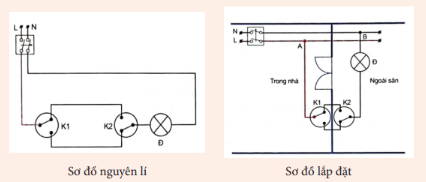 L N
K1
K2
Đ
Sơ đồ nguyên lí
N
L
A
B
Đ
Trong nhà
Ngoài sân
K1
K2
Sơ đồ lắp đặt